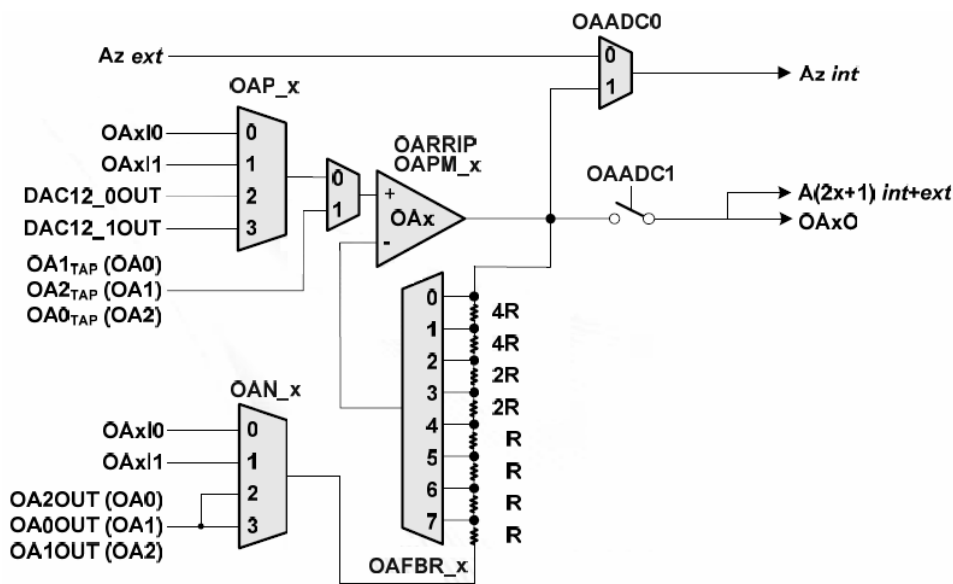 OAADC0
Az ext
0
1
Az int
OAP_x
OAxI0
OAxI1
DAC12_0OUT
DAC12_1OUT
0
1
2
3
0
1
OARRIP
OAPM_x
+
OAx
-
OAADC1
A(2x+1) int+ext
OAxO
OA1TAP (OA0)
OA2TAP (OA1)
OA0TAP (OA2)
0
1
2
3
4
5
6
7
4R
4R
2R
2R
R
R
R
R
OAN_x
OAxI0
OAxI1
OA2OUT (OA0)
OA0OUT (OA1)
OA1OUT (OA2)
0
1
2
3
OAFBR_x